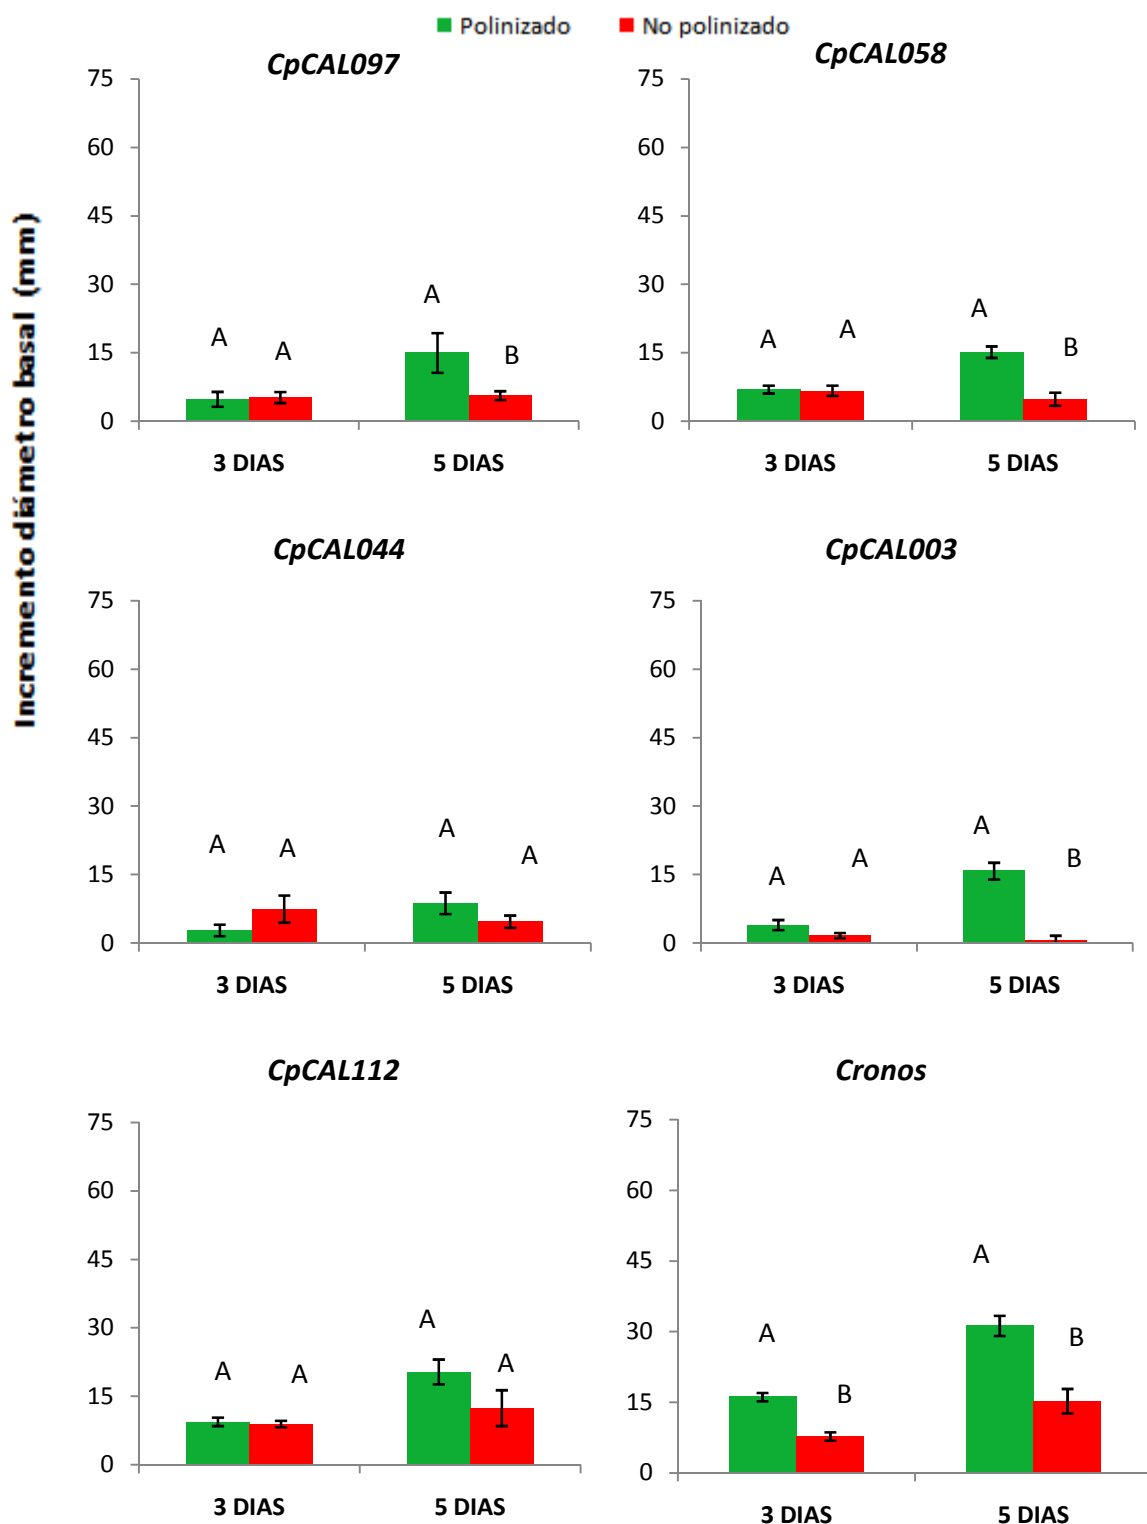 Polinizado No polinizado
Incremento diámetro basal (mm)
CpCAL097
75
60
45
30
15
0
A A A B
3 DIAS 5 DIAS
CpCAL058
75
60
45
30
15
0
A A A B
3 DIAS 5 DIAS
CpCAL044
75
60
45
30
15
0
A A A A
3 DIAS 5 DIAS
CpCAL003
75
60
45
30
15
0
A A A B
3 DIAS 5 DIAS
CpCAL112
75
60
45
30
15
0
A A A A
3 DIAS 5 DIAS
Cronos
75
60
45
30
15
0
A B A B
3 DIAS 5 DIAS